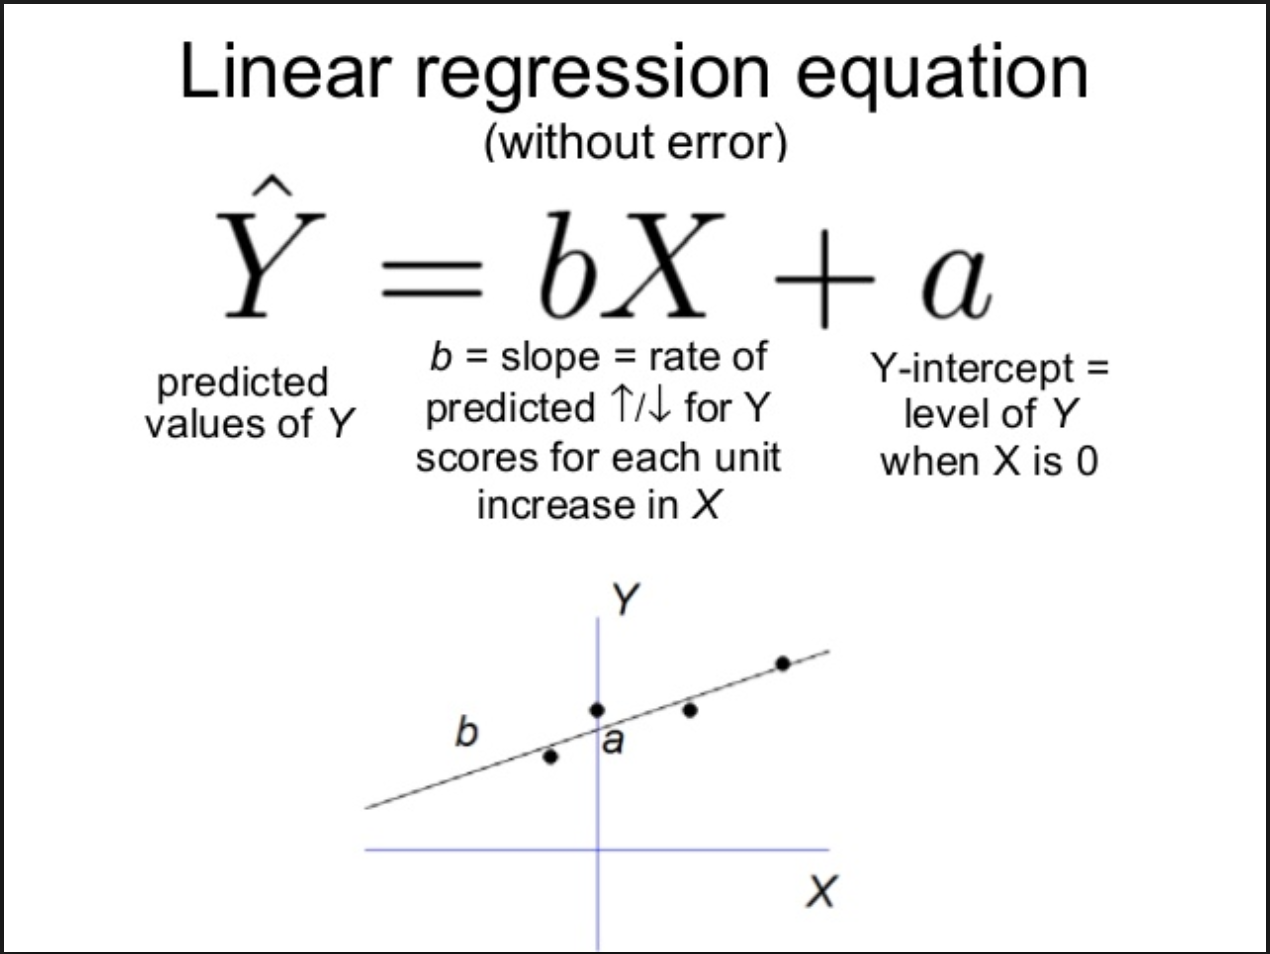 Linear regression equation
(without error)
Ŷ = bX + a
predicted
values of Y
b = slope = rate of
predicted ↑/↓ for Y
scores for each unit
increase in X
Y-intercept =
level of Y
when X is 0
Y
b
a
X